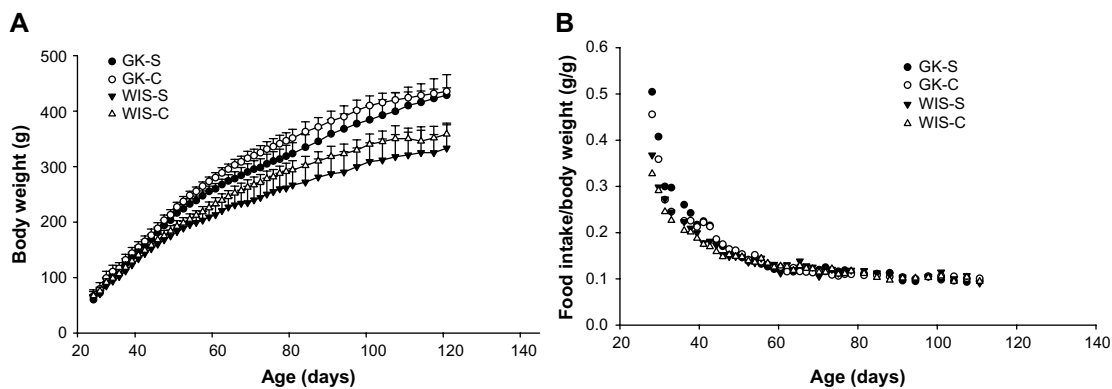 A
Body weight (g)
500
400
300
200
100
0
GK-S
GK-C
WIS-S
WIS-C
20
40
60
80
100
120
140
Age (days)
B
Food intake/body weight (g/g)
0.6
0.5
0.4
0.3
0.2
0.1
0.0
GK-S
GK-C
WIS-S
WIS-C
20
40
60
80
100
120
140
Age (days)